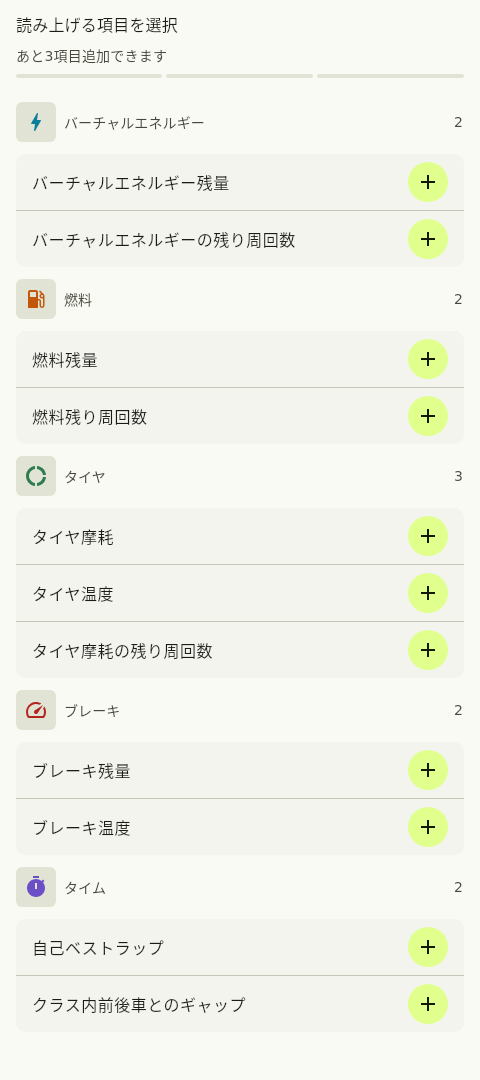 読み上げる項目を選択
あと3項目追加できます
バーチャルエネルギー 2
バーチャルエネルギー残量
バーチャルエネルギーの残り周回数
燃料 2
燃料残量
燃料残り周回数
タイヤ 3
タイヤ摩耗
タイヤ温度
タイヤ摩耗の残り周回数
ブレーキ 2
ブレーキ残量
ブレーキ温度
タイム 2
自己ベストラップ
クラス内前後車とのギャップ